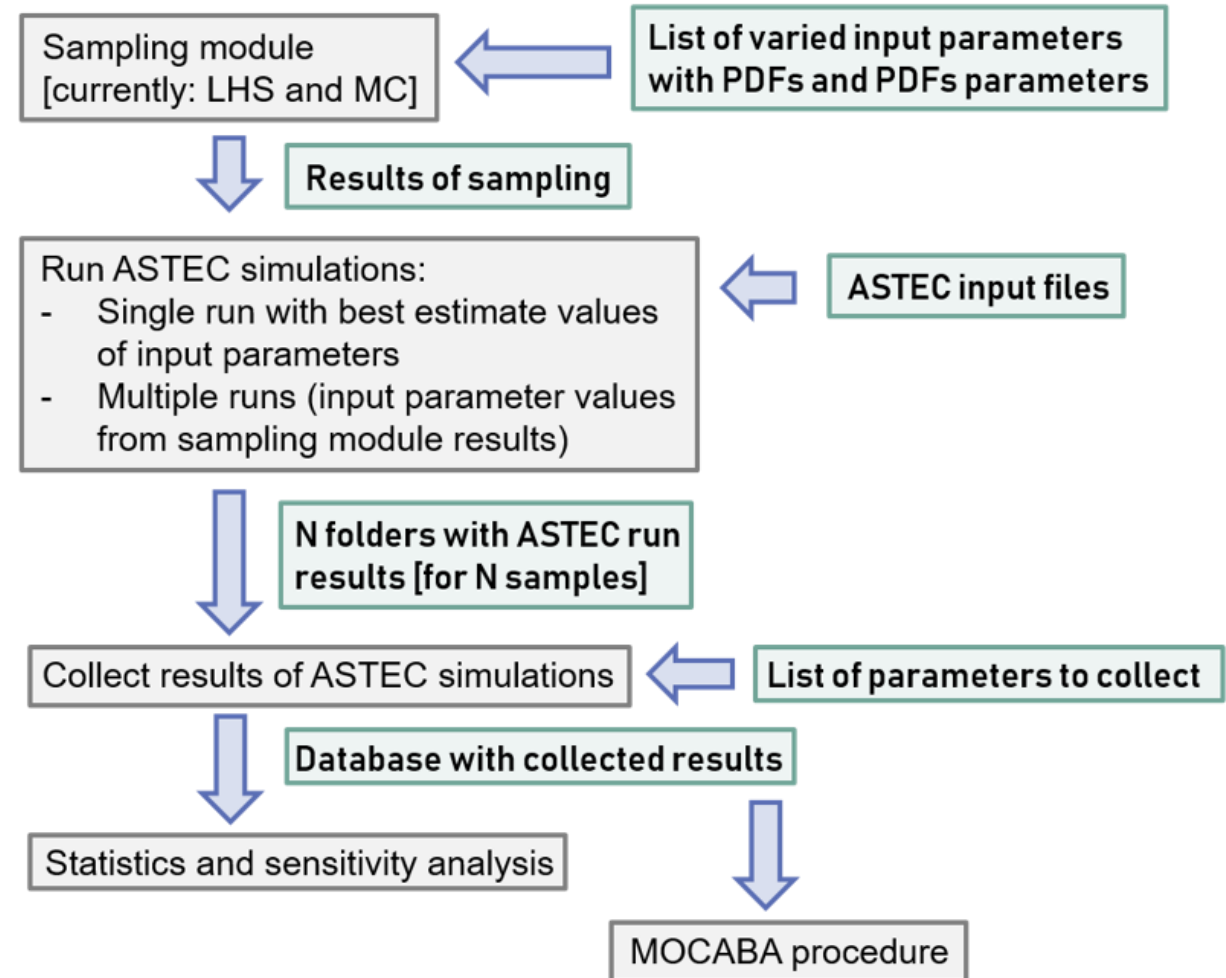 Sampling module
[currently: LHS and MC]
List of varied input parameters
with PDFs and PDFs parameters
Results of sampling
Run ASTEC simulations:
- Single run with best estimate values
of input parameters
- Multiple runs (input parameter values
from sampling module results)
ASTEC input files
N folders with ASTEC run
results [for N samples]
Collect results of ASTEC simulations
List of parameters to collect
Database with collected results
Statistics and sensitivity analysis
MOCABA procedure